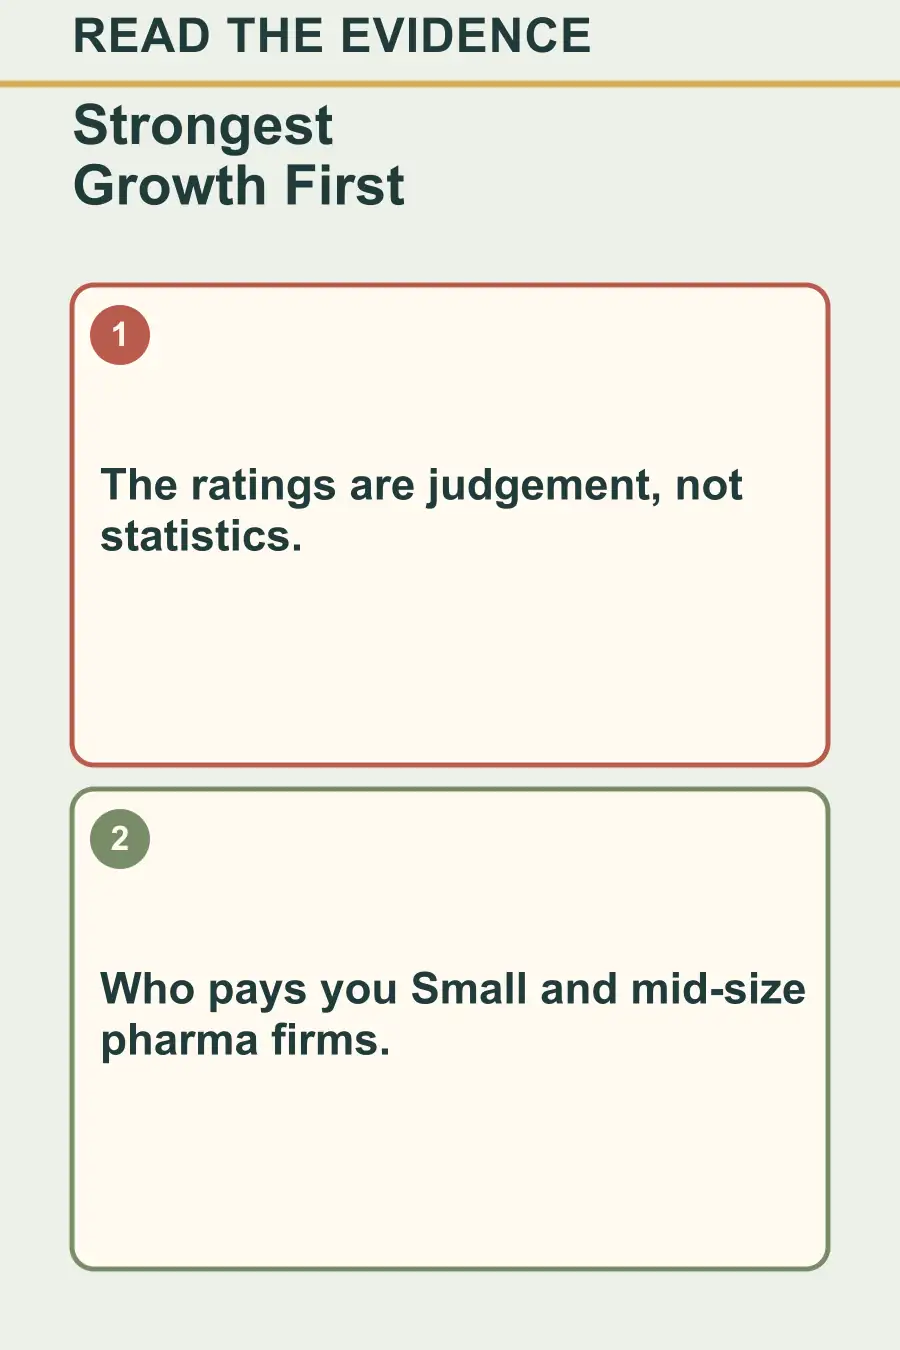 READ THE EVIDENCE
Strongest
Growth First
1
The ratings are judgement, not
statistics.
2
Who pays you Small and mid-size
pharma firms.